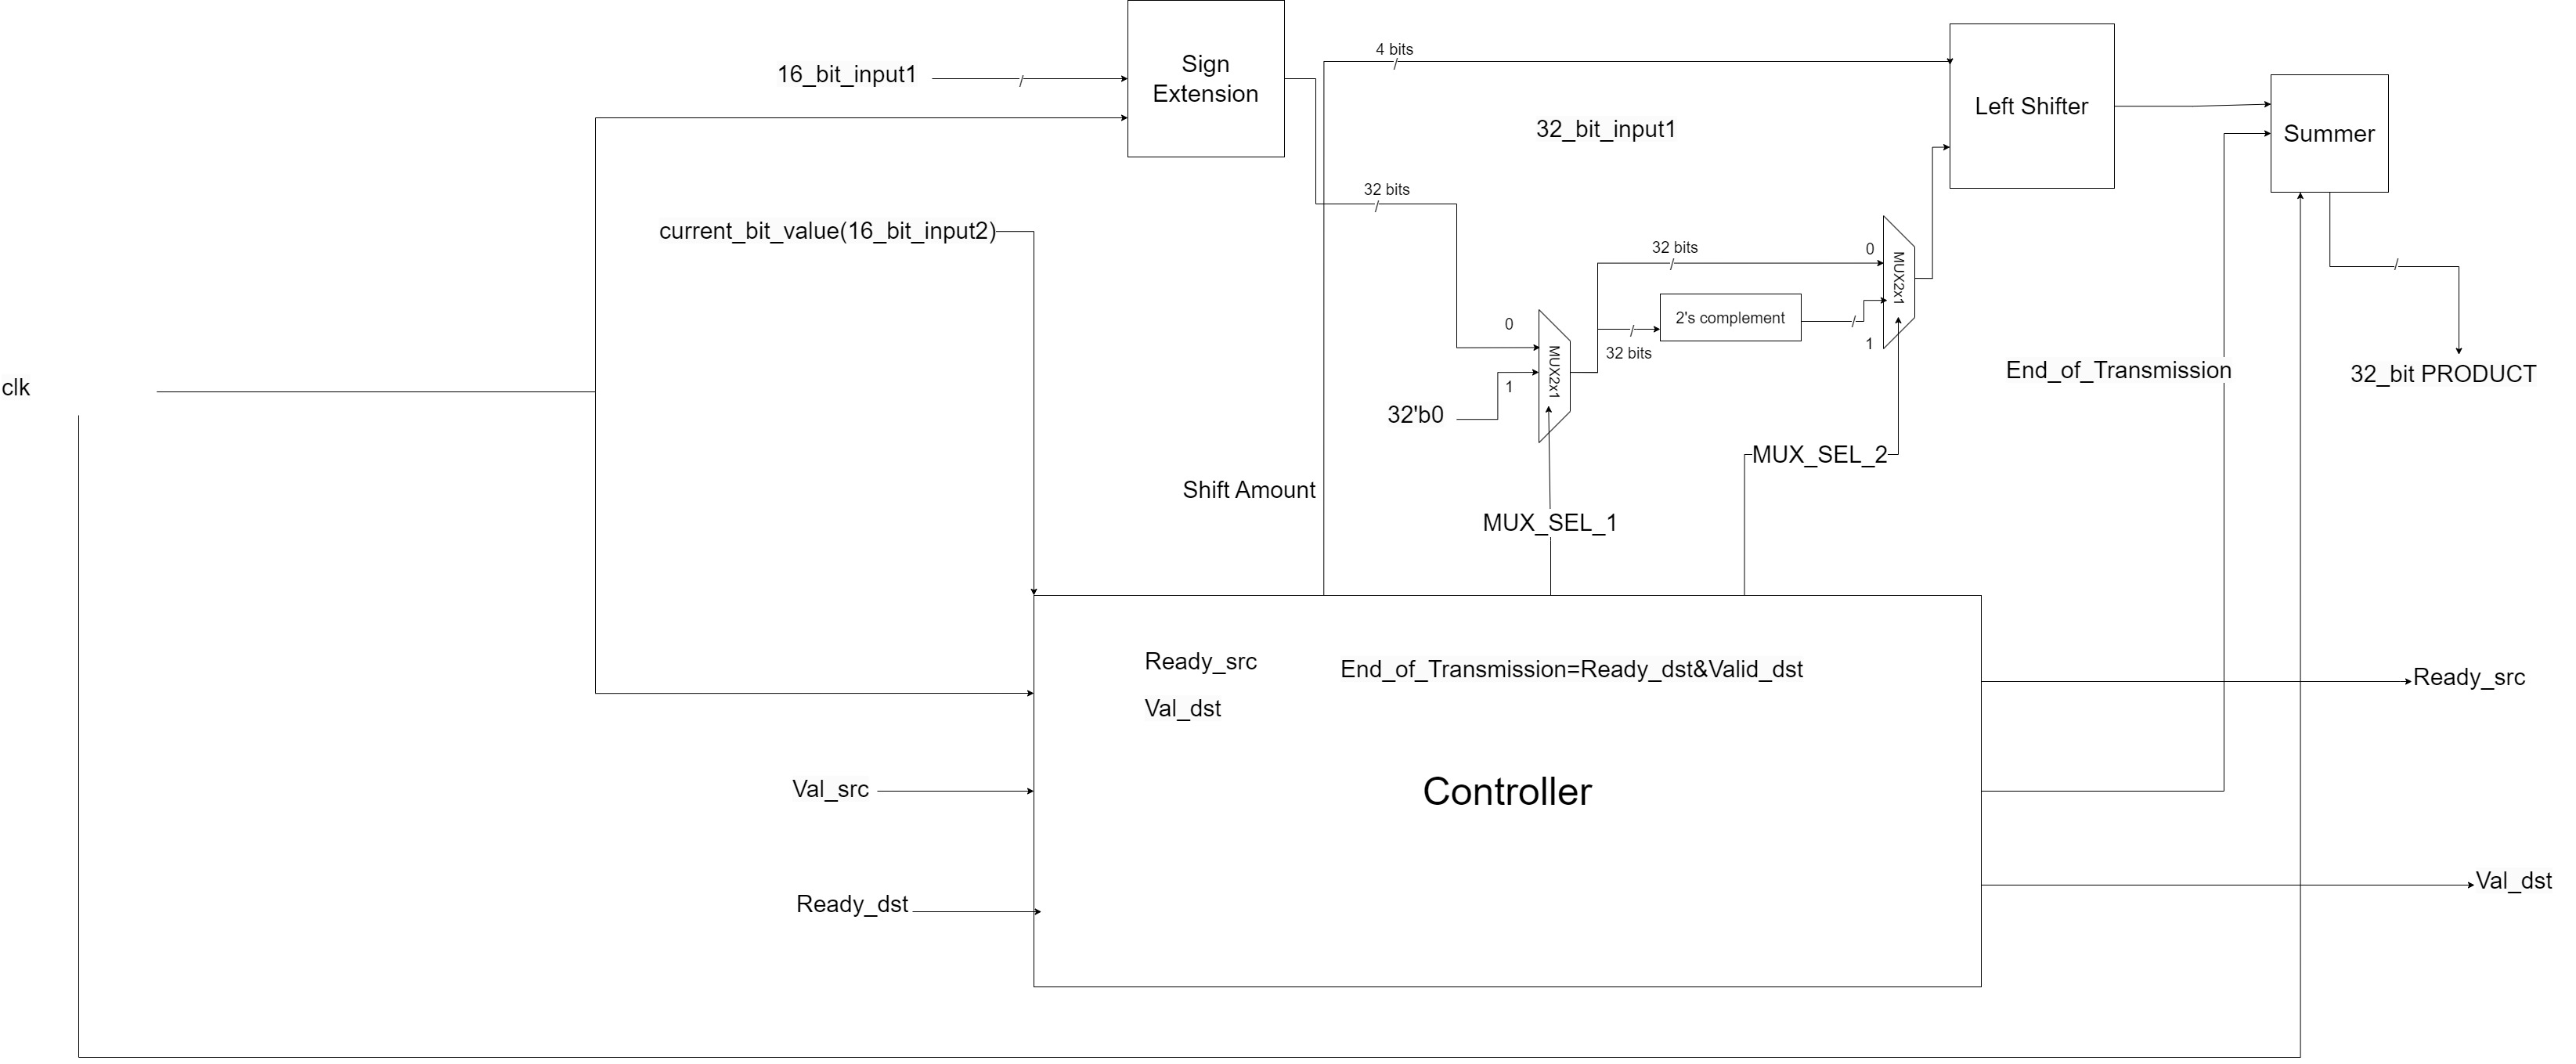 4 bits
Sign
Extension
16_bit_input1
Left Shifter
32_bit_input1
Summer
32 bits
current_bit_value(16_bit_input2)
32 bits
0
MUX2x1
2's complement
0
32 bits
1
MUX2x1
End_of_Transmission
32_bit PRODUCT
clk
1
32'b0
MUX_SEL_2
Shift Amount
MUX_SEL_1
Ready_src
End_of_Transmission=Ready_dst&Valid_dst
Ready_src
Val_dst
Val_src
Controller
Val_dst
Ready_dst